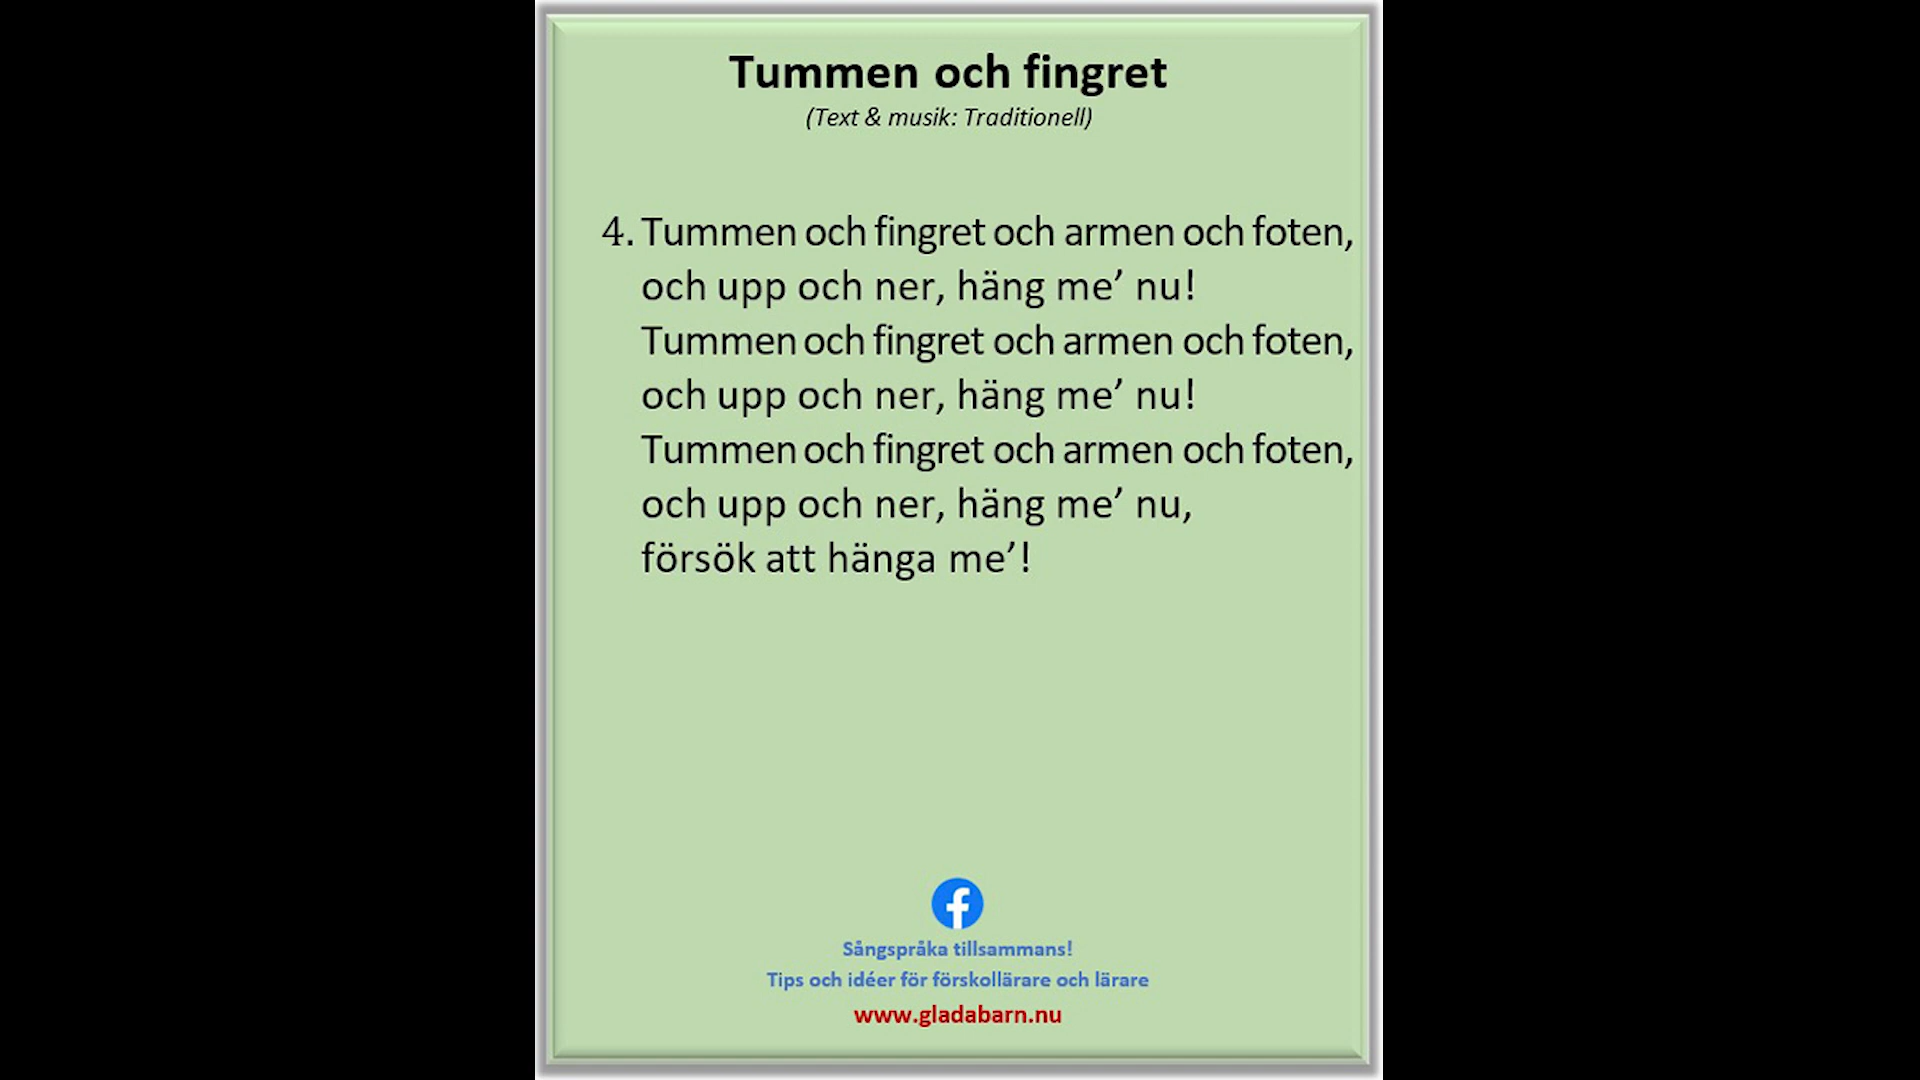 Tummen och fingret
(Text & musik: Traditionell)
4. Tummen och fingret och armen och foten,
och upp och ner, häng me’ nu!
Tummen och fingret och armen och foten,
och upp och ner, häng me’ nu!
Tummen och fingret och armen och foten,
och upp och ner, häng me’ nu,
försök att hänga me’!
Sångspråka tillsammans!
Tips och idéer för förskollärare och lärare
www.gladabarn.nu